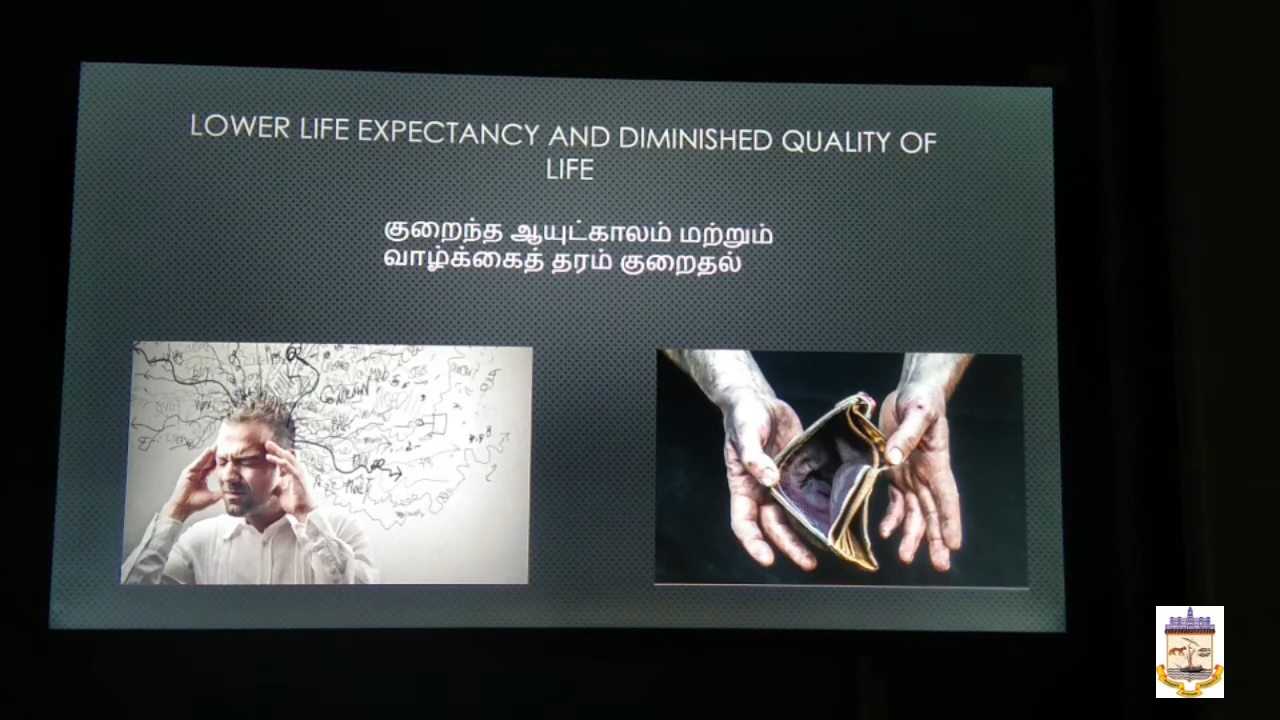 LOWER LIFE EXPECTANCY AND DIMINISHED QUALITY OF
LIFE
குறைந்த ஆயுட்காலம் மற்றும்
வாழ்க்கைத் தரம் குறைதல்